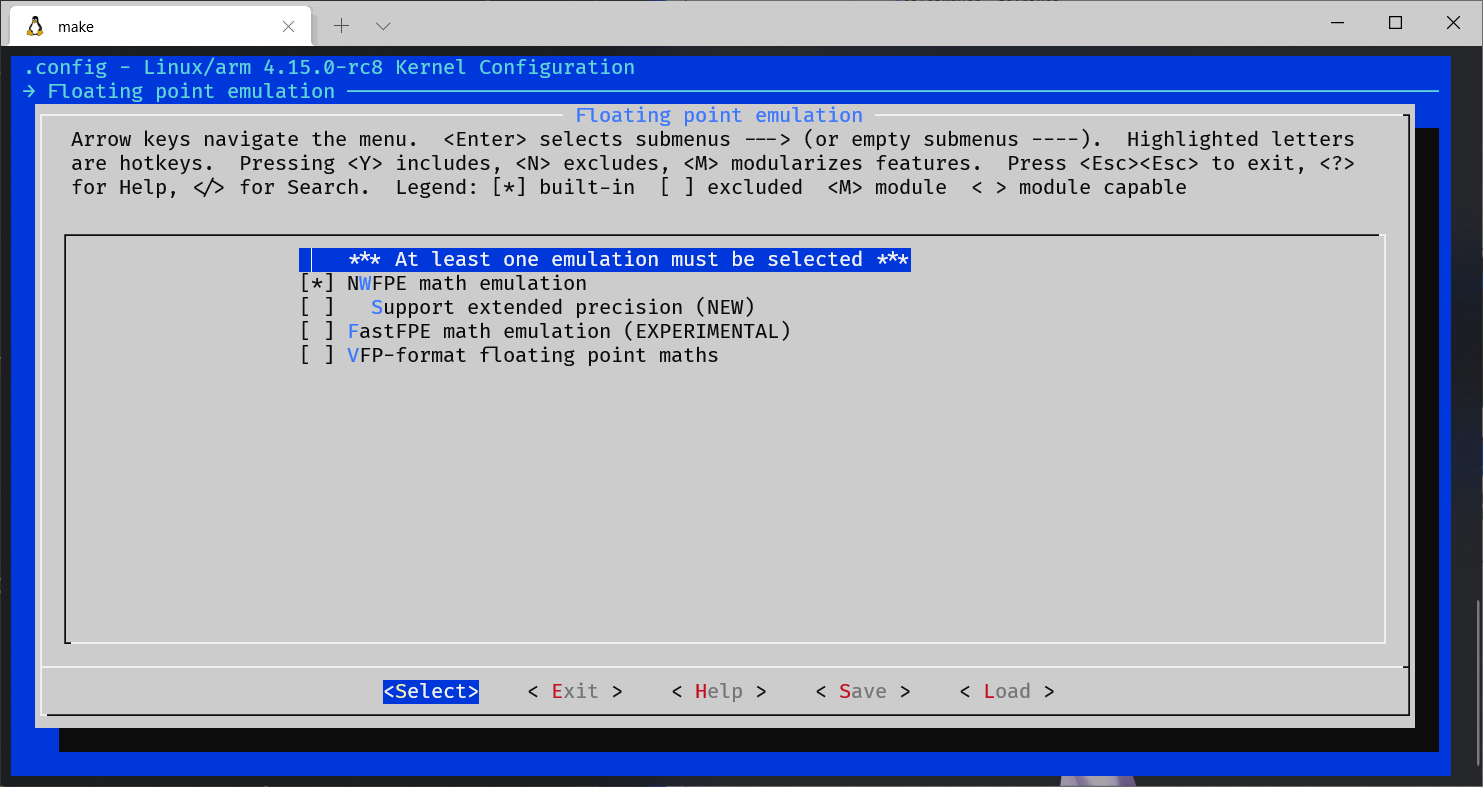 make
.config - Linux/arm 4.15.0-rc8 Kernel Configuration
→ Floating point emulation
Floating point emulation
Arrow keys navigate the menu.  <Enter> selects submenus ---> (or empty submenus ----).  Highlighted letters
are hotkeys.  Pressing <Y> includes, <N> excludes, <M> modularizes features.  Press <Esc><Esc> to exit, <?>
for Help, </> for Search.  Legend: [*] built-in  [ ] excluded  <M> module  < > module capable
*** At least one emulation must be selected ***
[*] NWFPE math emulation
[ ]   Support extended precision (NEW)
[ ] FastFPE math emulation (EXPERIMENTAL)
[ ] VFP-format floating point maths
<Select>    < Exit >    < Help >    < Save >    < Load >